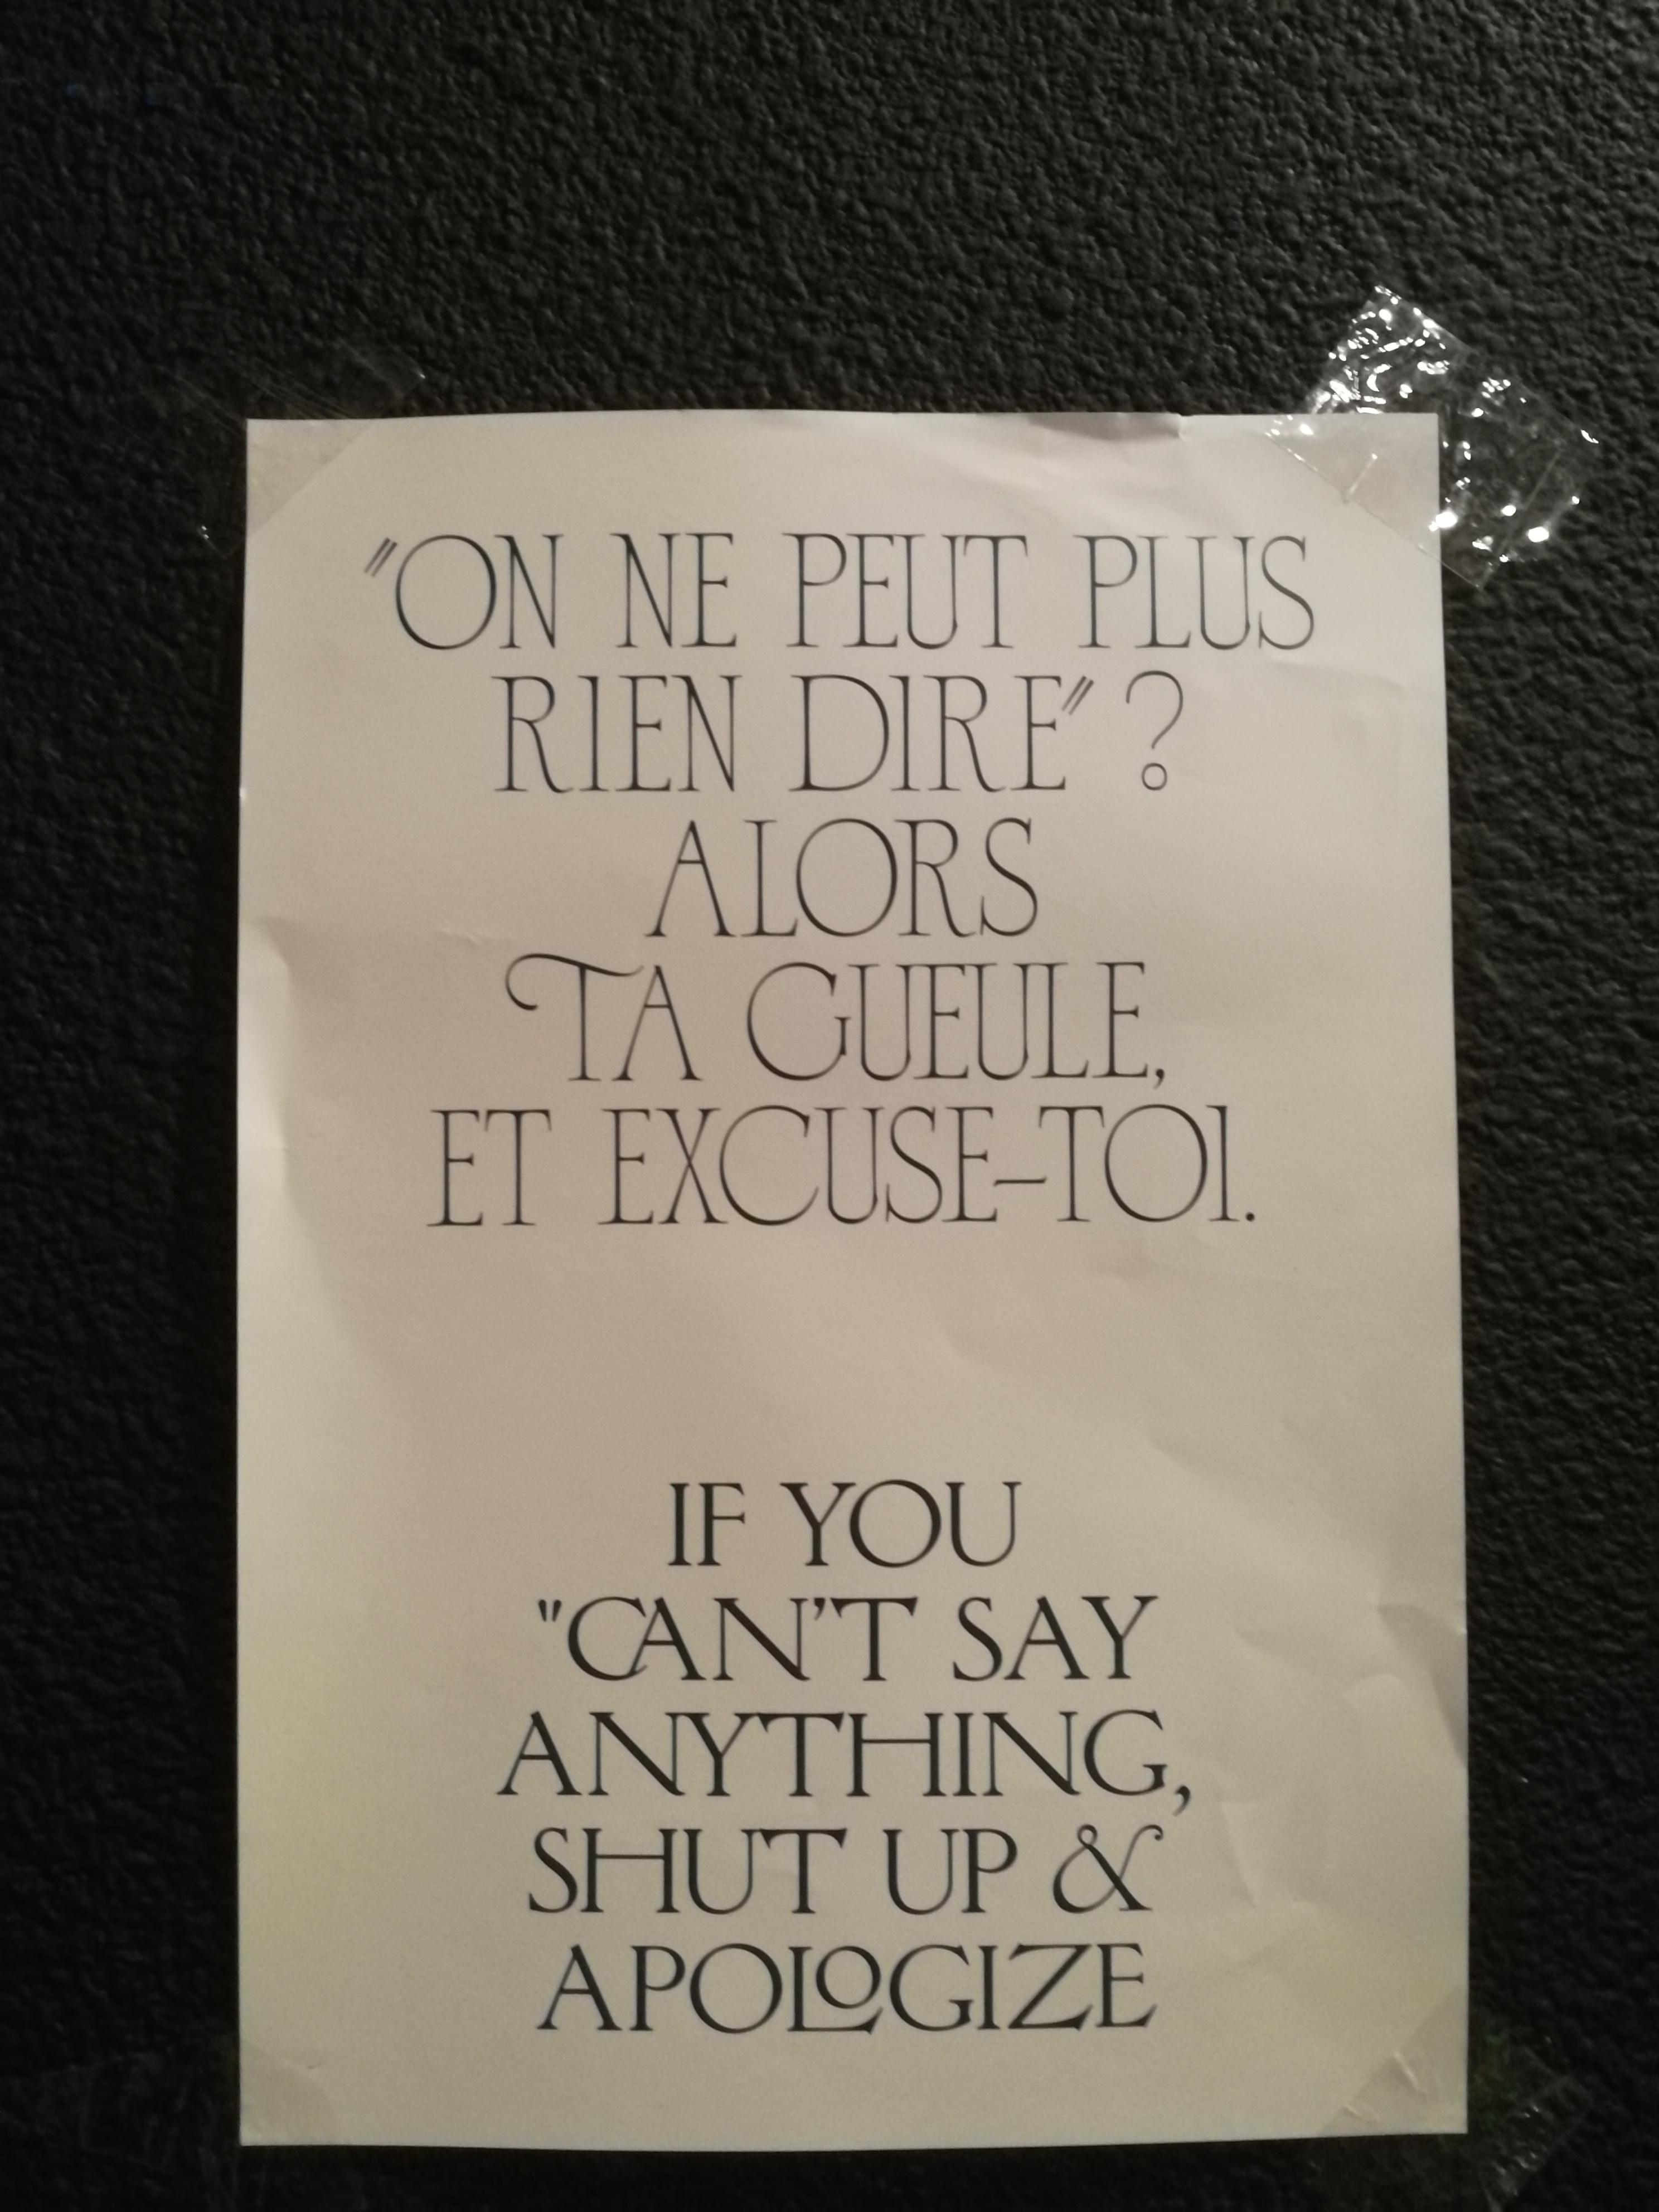 "ON NE PEUT PLUS
RIEN DIRE" ?
ALORS
TA GUEULE,
ET EXCUSE-TOI.
IF YOU
"CAN'T SAY
ANYTHING,
SHUT UP &
APOLOGIZE